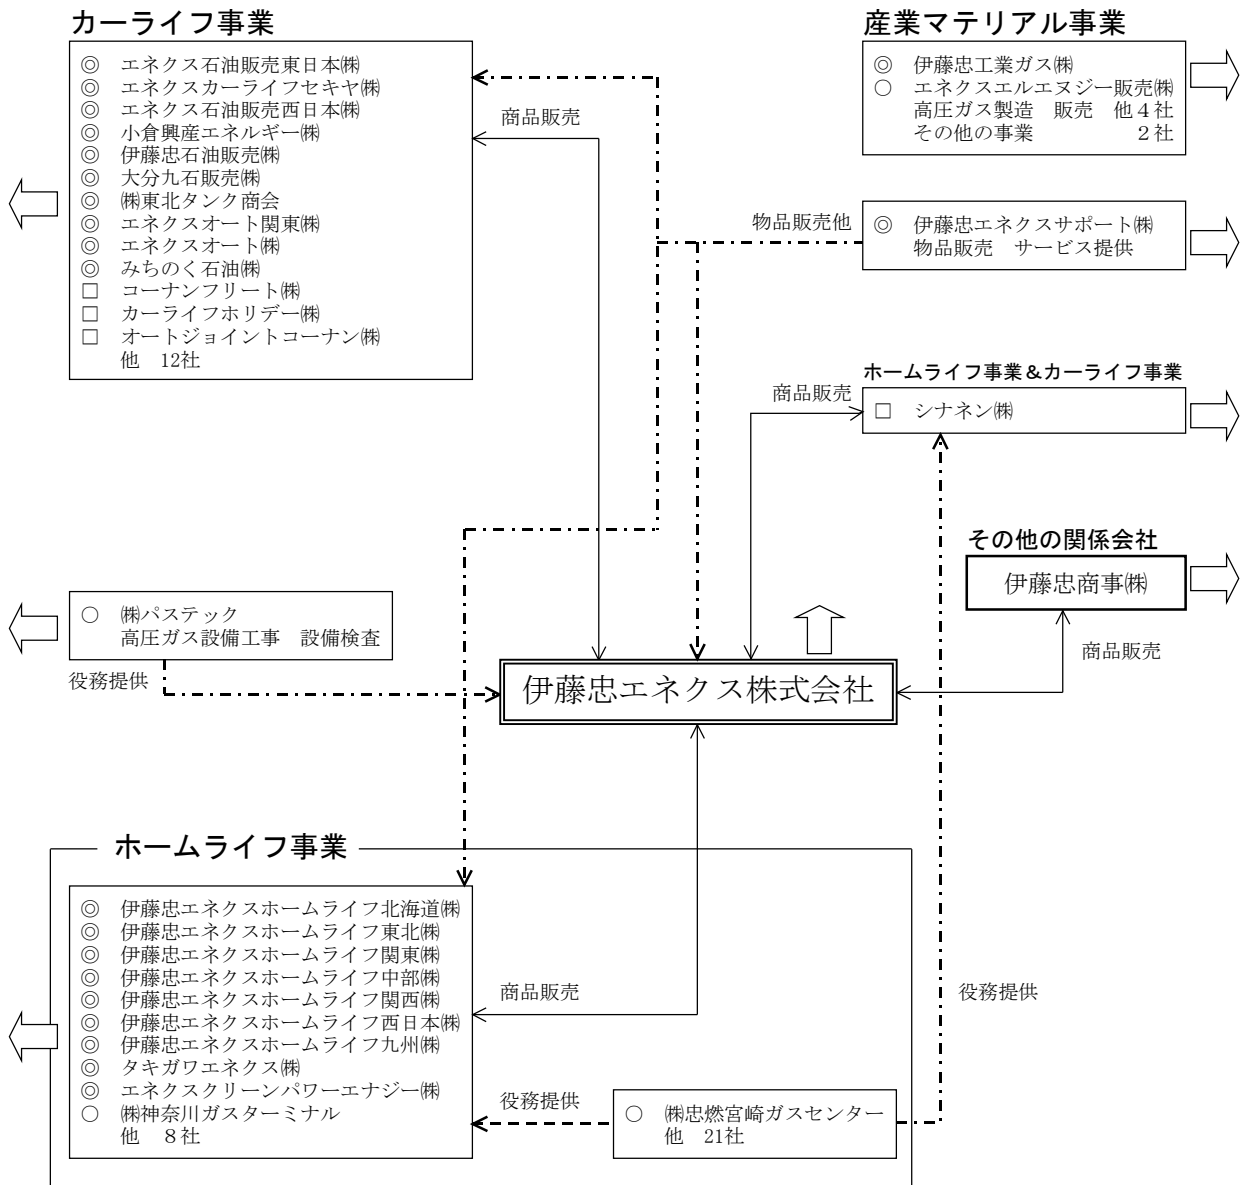 カーライフ事業
◎ エネクス石油販売東日本㈱
◎ エネクスカーライフセキヤ㈱
◎ エネクス石油販売西日本㈱
◎ 小倉興産エネルギー㈱
◎ 伊藤忠石油販売㈱
◎ 大分九石販売㈱
◎ ㈱東北タンク商会
◎ エネクスオート関東㈱
◎ エネクスオート㈱
◎ みちのく石油㈱
□ コーナンフリート㈱
□ カーライフホリデー㈱
□ オートジョイントコーナン㈱
他 12社
商品販売
産業マテリアル事業
◎ 伊藤忠工業ガス㈱
○ エネクスエルエヌジー販売㈱
高圧ガス製造 販売 他４社
その他の事業 ２社
物品販売他
◎ 伊藤忠エネクスサポート㈱
物品販売 サービス提供
ホームライフ事業＆カーライフ事業
商品販売
□ シナネン㈱
その他の関係会社
伊藤忠商事㈱
商品販売
○ ㈱パステック
高圧ガス設備工事 設備検査
役務提供
伊藤忠エネクス株式会社
ホームライフ事業
◎ 伊藤忠エネクスホームライフ北海道㈱
◎ 伊藤忠エネクスホームライフ東北㈱
◎ 伊藤忠エネクスホームライフ関東㈱
◎ 伊藤忠エネクスホームライフ中部㈱
◎ 伊藤忠エネクスホームライフ関西㈱
◎ 伊藤忠エネクスホームライフ西日本㈱
◎ 伊藤忠エネクスホームライフ九州㈱
◎ タキガワエネクス㈱
◎ エネクスクリーンパワーエナジー㈱
○ ㈱神奈川ガスターミナル
他 ８社
商品販売
役務提供
役務提供
○ ㈱忠燃宮崎ガスセンター
他 21社